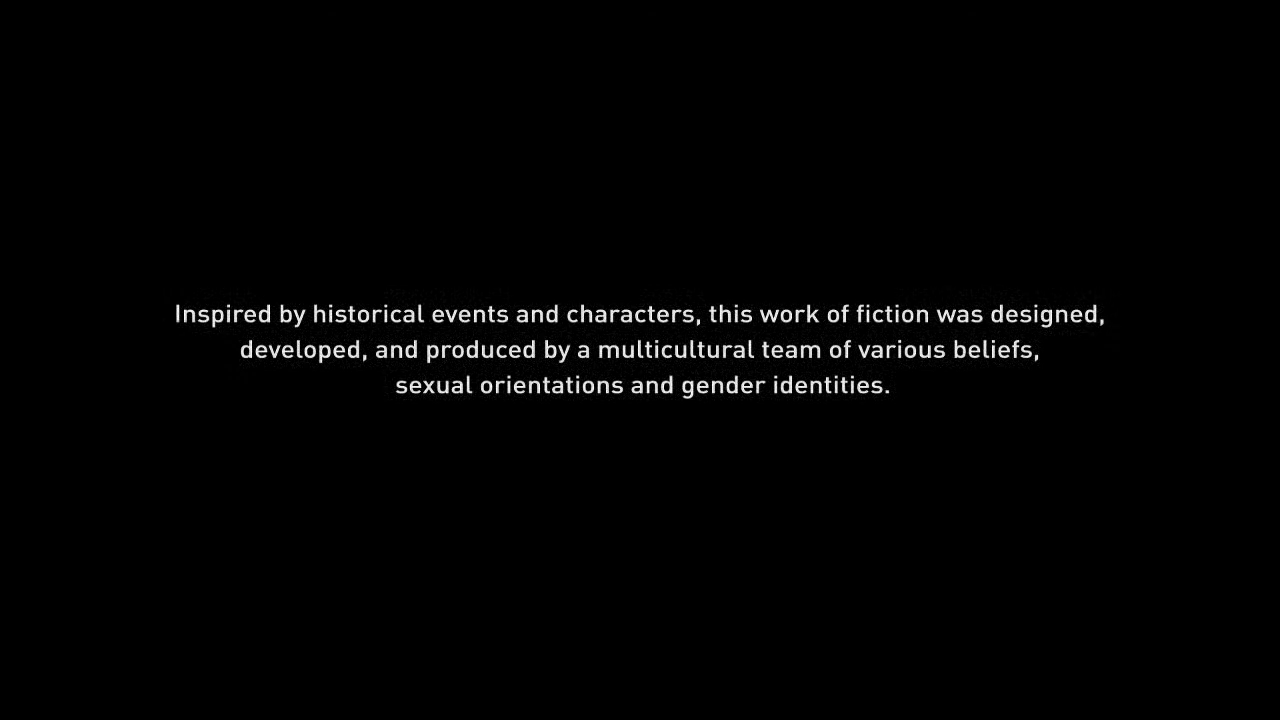 Inspired by historical events and characters, this work of fiction was designed,
developed, and produced by a multicultural team of various beliefs,
sexual orientations and gender identities.